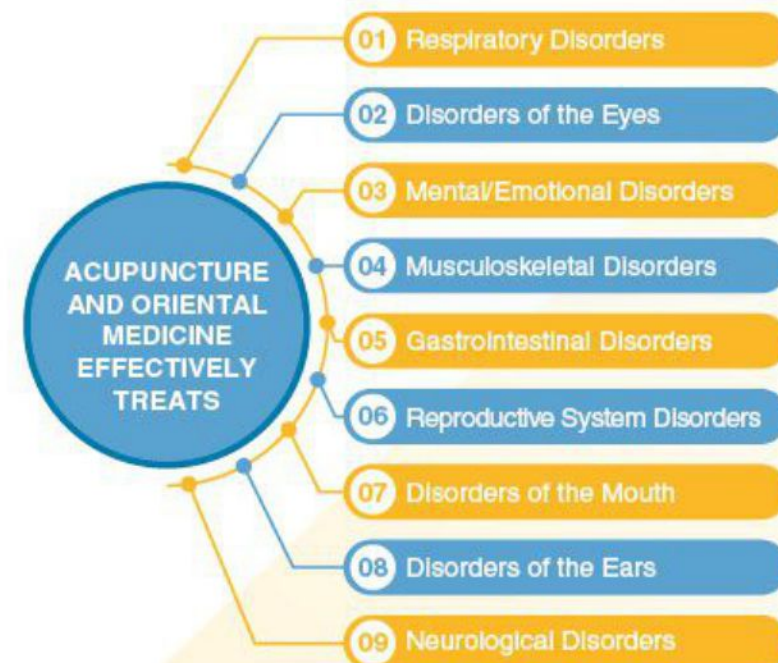 ACUPUNCTURE
AND ORIENTAL
MEDICINE
EFFECTIVELY
TREATS
01 Respiratory Disorders
02 Disorders of the Eyes
03 Mental/Emotional Disorders
04 Musculoskeletal Disorders
05 Gastrointestinal Disorders
06 Reproductive System Disorders
07 Disorders of the Mouth
08 Disorders of the Ears
09 Neurological Disorders